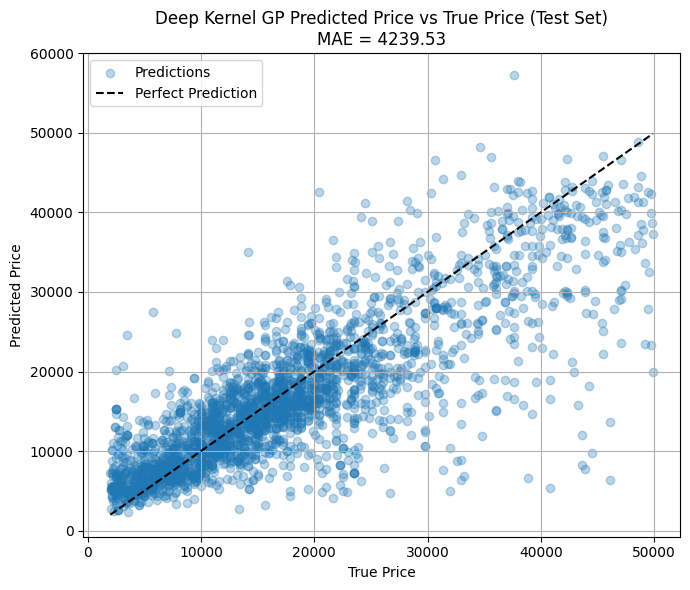 Deep Kernel GP Predicted Price vs True Price (Test Set)
MAE = 4239.53
Predictions
Perfect Prediction
60000
50000
40000
30000
20000
10000
0
Predicted Price
0
10000
20000
30000
40000
50000
True Price